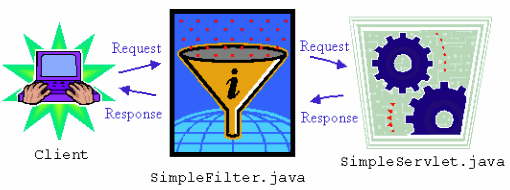 Request
Request
i
Response
Response
Client
SimpleFilter.java
SimpleServlet.java